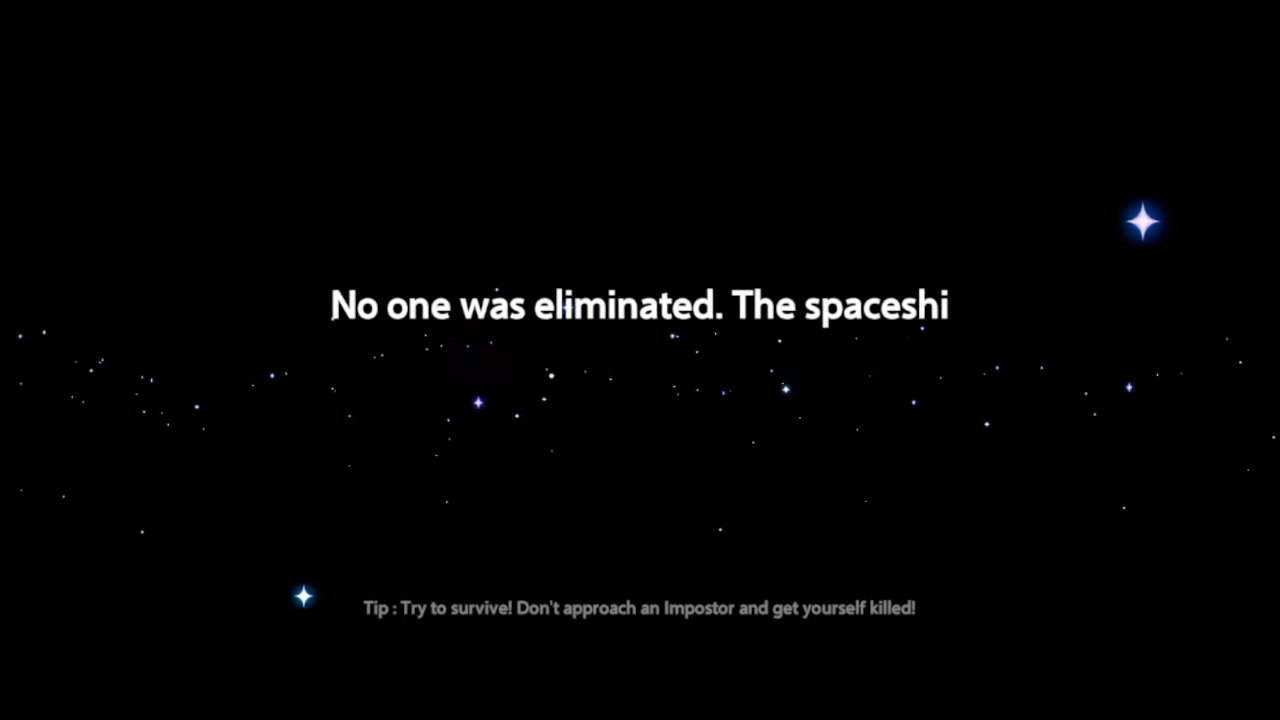 No one was eliminated. The spaceshi
Tip : Try to survive! Don't approach an Impostor and get yourself killed!